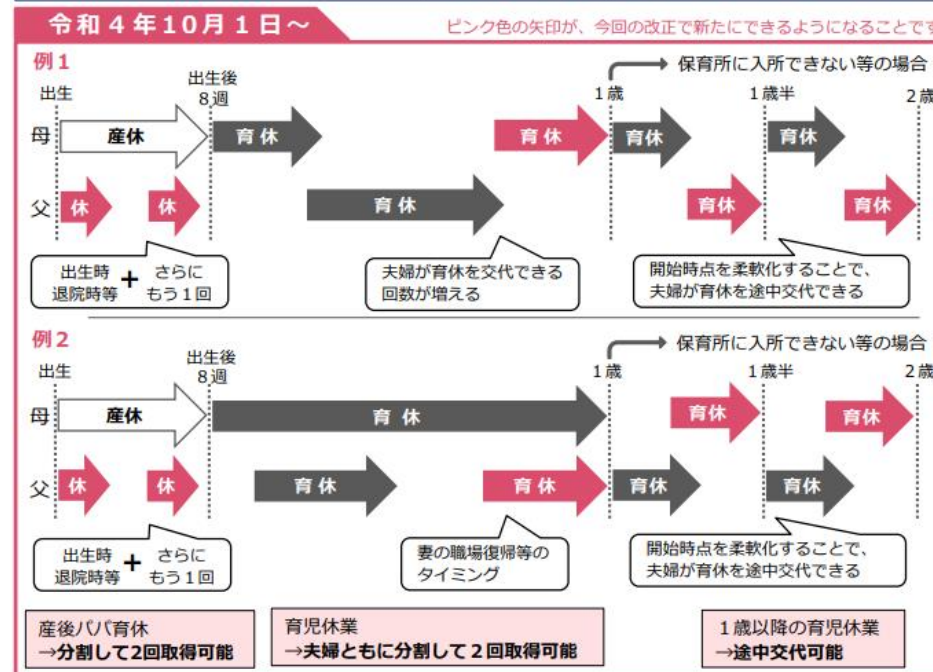 令和４年10月１日～
ピンク色の矢印が、今回の改正で新たにできるようになることです
例１
保育所に入所できない等の場合
出生
出生後
８週
１歳
１歳半
２歳
母
産休
育休
育休
育休
育休
父
休
休
育休
育休
育休
出生時
退院時等
＋
さらに
もう１回
夫婦が育休を交代できる
回数が増える
開始時点を柔軟化することで、
夫婦が育休を途中交代できる
例２
保育所に入所できない等の場合
出生
出生後
８週
１歳
１歳半
２歳
母
産休
育休
育休
育休
父
休
休
育休
育休
育休
育休
出生時
退院時等
＋
さらに
もう１回
妻の職場復帰等の
タイミング
開始時点を柔軟化することで、
夫婦が育休を途中交代できる
産後パパ育休
→分割して2回取得可能
育児休業
→夫婦ともに分割して２回取得可能
１歳以降の育児休業
→途中交代可能